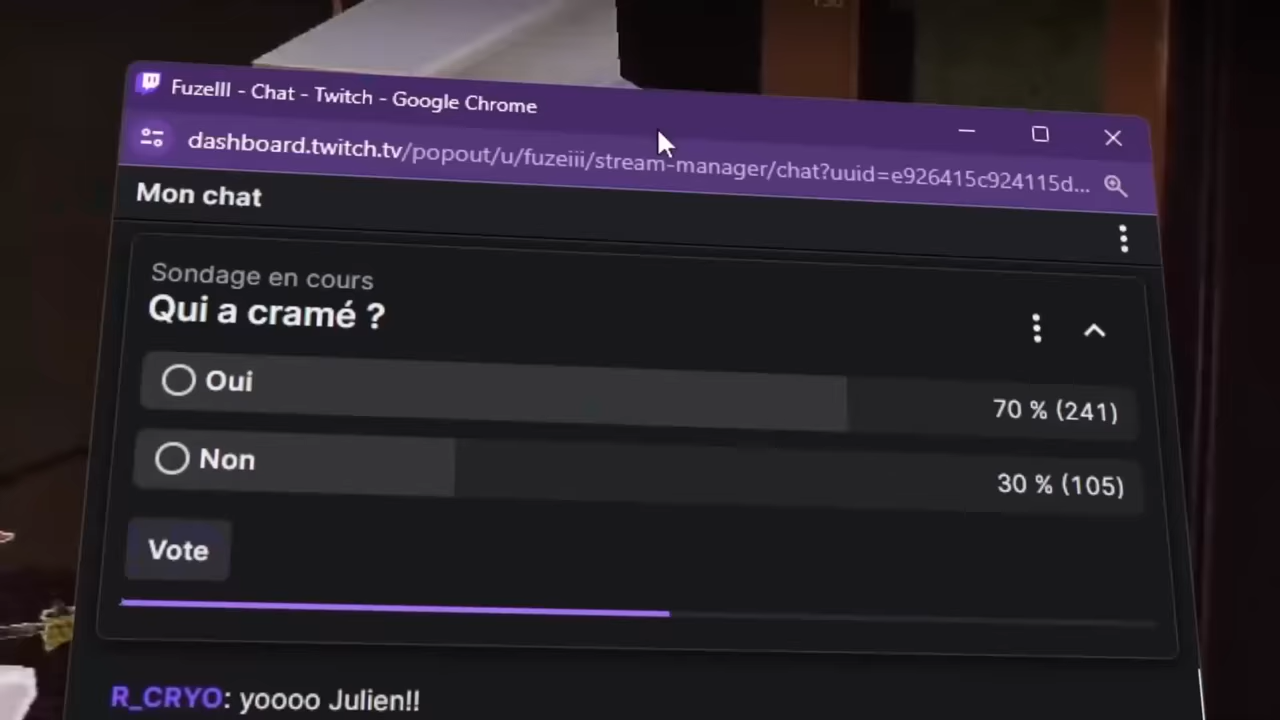 FuzeIII - Chat - Twitch - Google Chrome
dashboard.twitch.tv/popout/u/fuzeiii/stream-manager/chat?uuid=e926415c924115d...
Mon chat
Sondage en cours
Qui a cramé ?
Oui
70 % (241)
Non
30 % (105)
Vote
R_CRYO: yoooo Julien!!